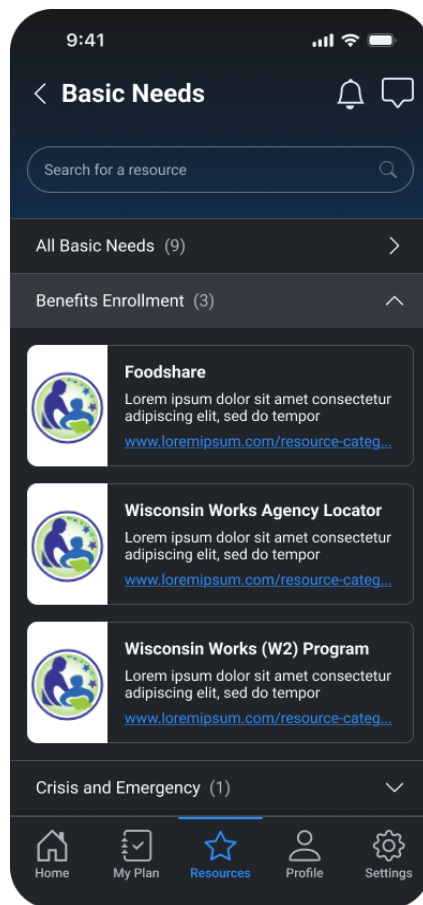 9:41
Basic Needs
Search for a resource
All Basic Needs (9)
Benefits Enrollment (3)
Foodshare
Lorem ipsum dolor sit amet consectetur
adipiscing elit, sed do tempor
www.loremipsum.com/resource-categ...
Wisconsin Works Agency Locator
Lorem ipsum dolor sit amet consectetur
adipiscing elit, sed do tempor
www.loremipsum.com/resource-categ...
Wisconsin Works (W2) Program
Lorem ipsum dolor sit amet consectetur
adipiscing elit, sed do tempor
www.loremipsum.com/resource-categ...
Crisis and Emergency (1)
Home My Plan Resources Profile Settings